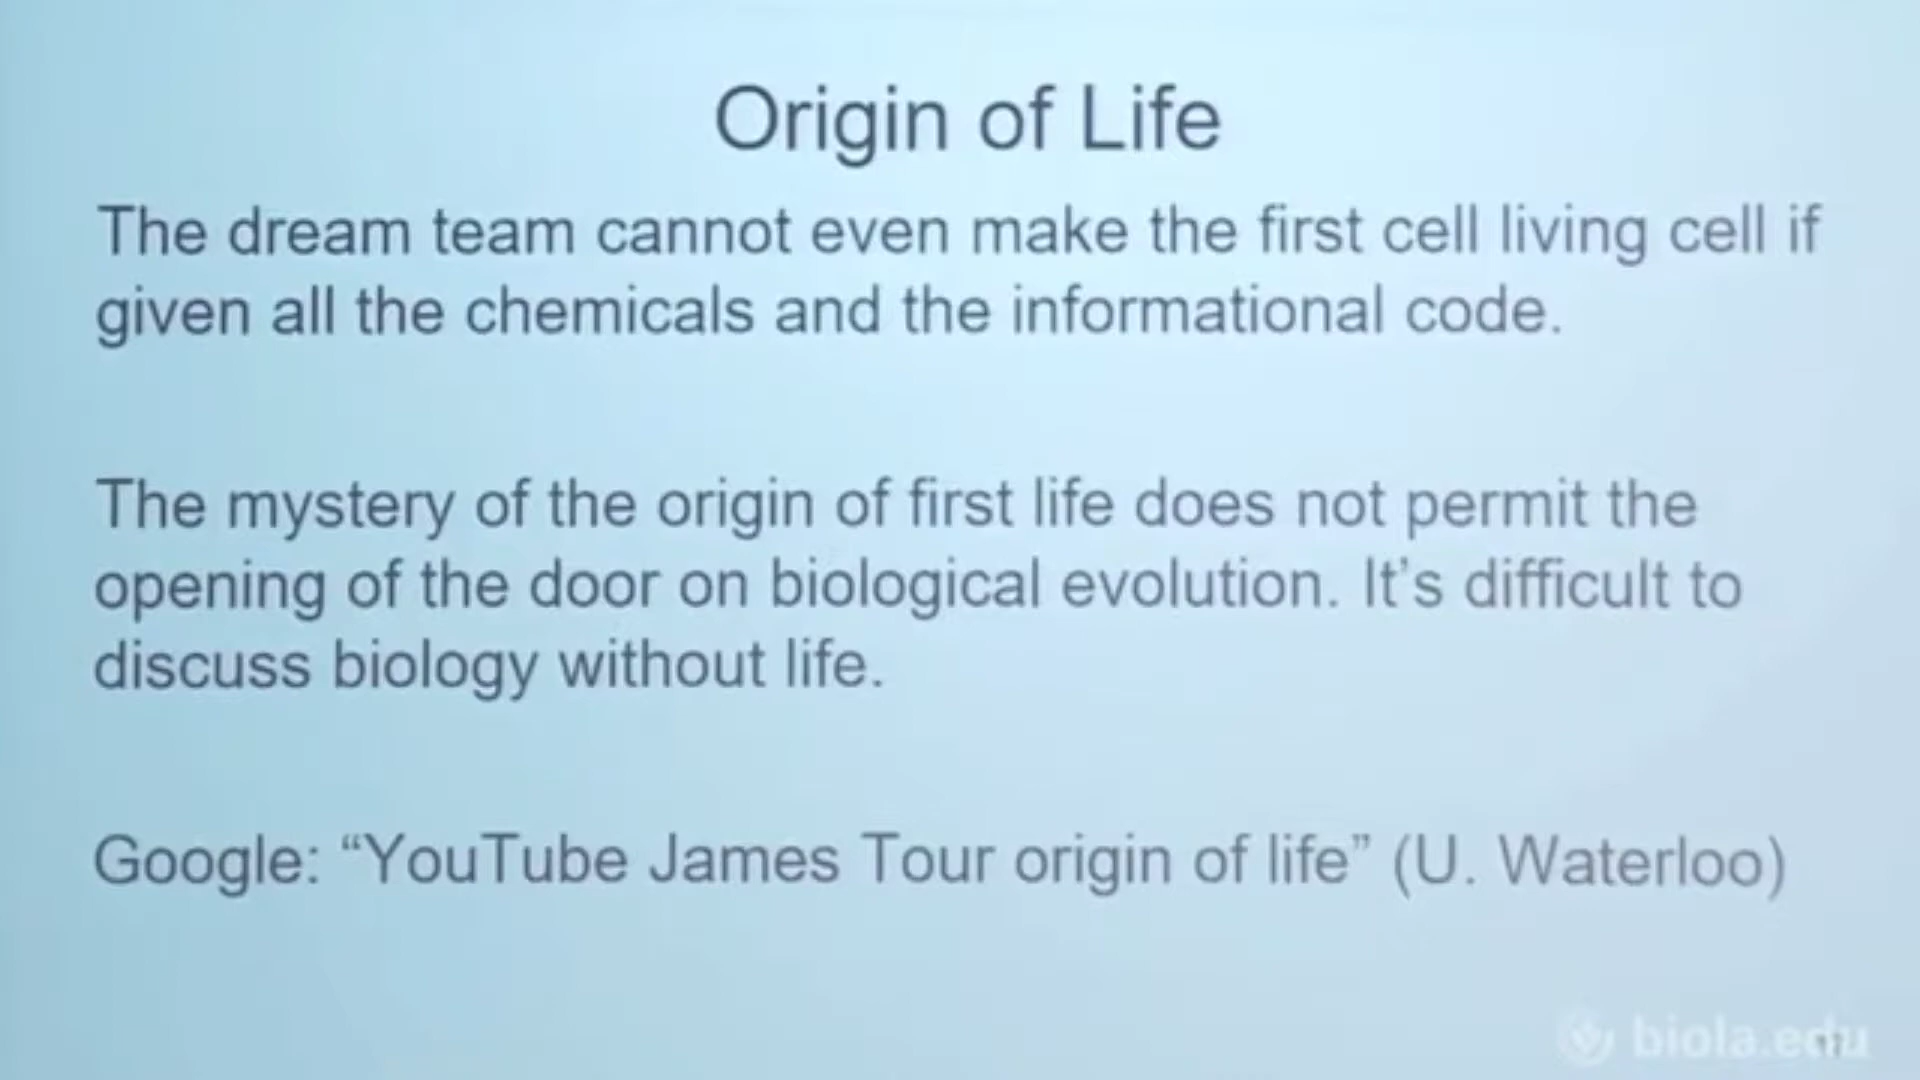 Origin of Life
The dream team cannot even make the first cell living cell if
given all the chemicals and the informational code.
The mystery of the origin of first life does not permit the
opening of the door on biological evolution. It’s difficult to
discuss biology without life.
Google: “YouTube James Tour origin of life” (U. Waterloo)
biola.edu